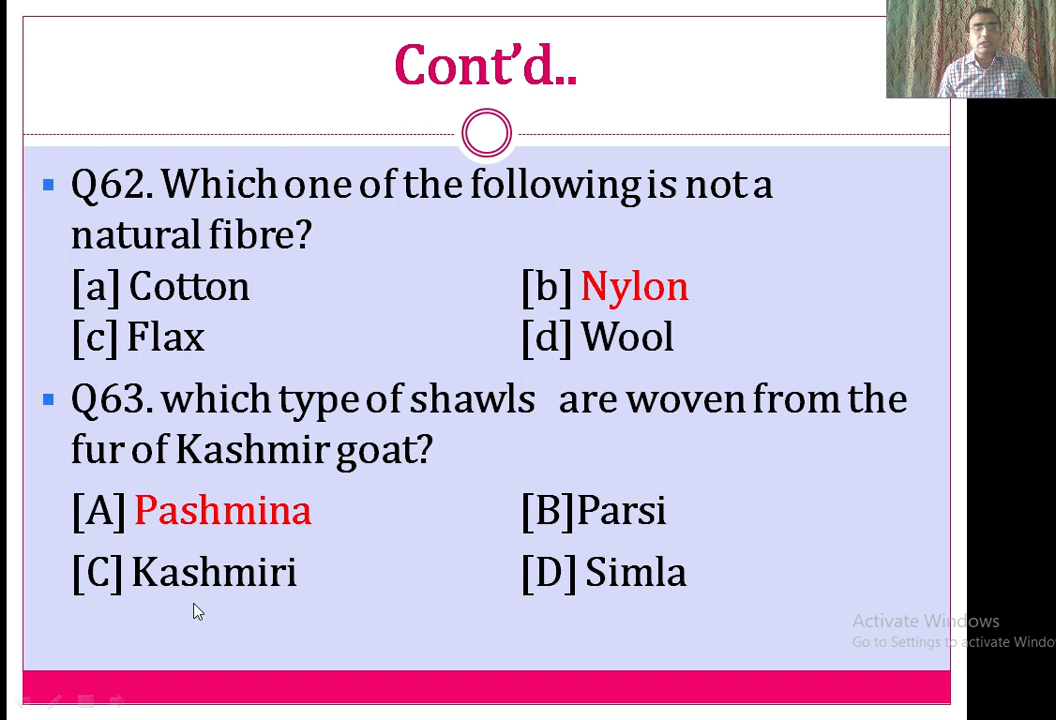 Cont’d..
Q62. Which one of the following is not a
natural fibre?
[a] Cotton [b] Nylon
[c] Flax [d] Wool
Q63. which type of shawls are woven from the
fur of Kashmir goat?
[A] Pashmina [B]Parsi
[C] Kashmiri [D] Simla
Activate Windows
Go to Settings to activate Windo